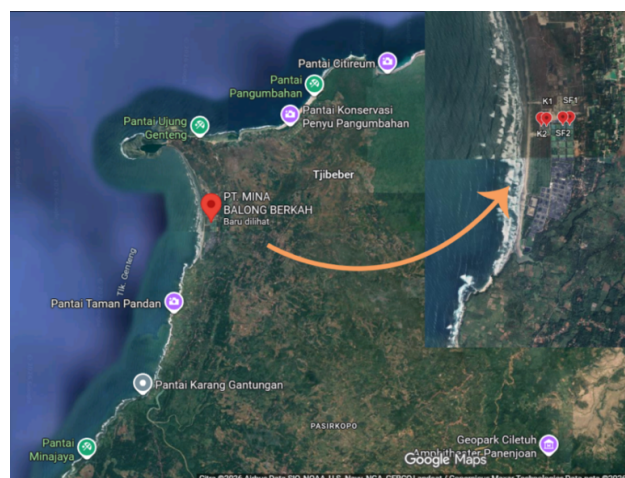 Pantai Citireum
Pantai
Pangumbahan
Pantai Konservasi
Penyu Pangumbahan
Pantai Ujung
Genteng
Tjibeber
PT. MINA
BALONG BERKAH
Baru dilihat
Tlk. Genteng
Pantai Taman Pandan
Pantai Karang Gantungan
PASIRKOPO
Pantai
Minajaya
Geopark Ciletuh
Amphitheater Panenjoan
Google Maps
K1
SF1
K2
SF2